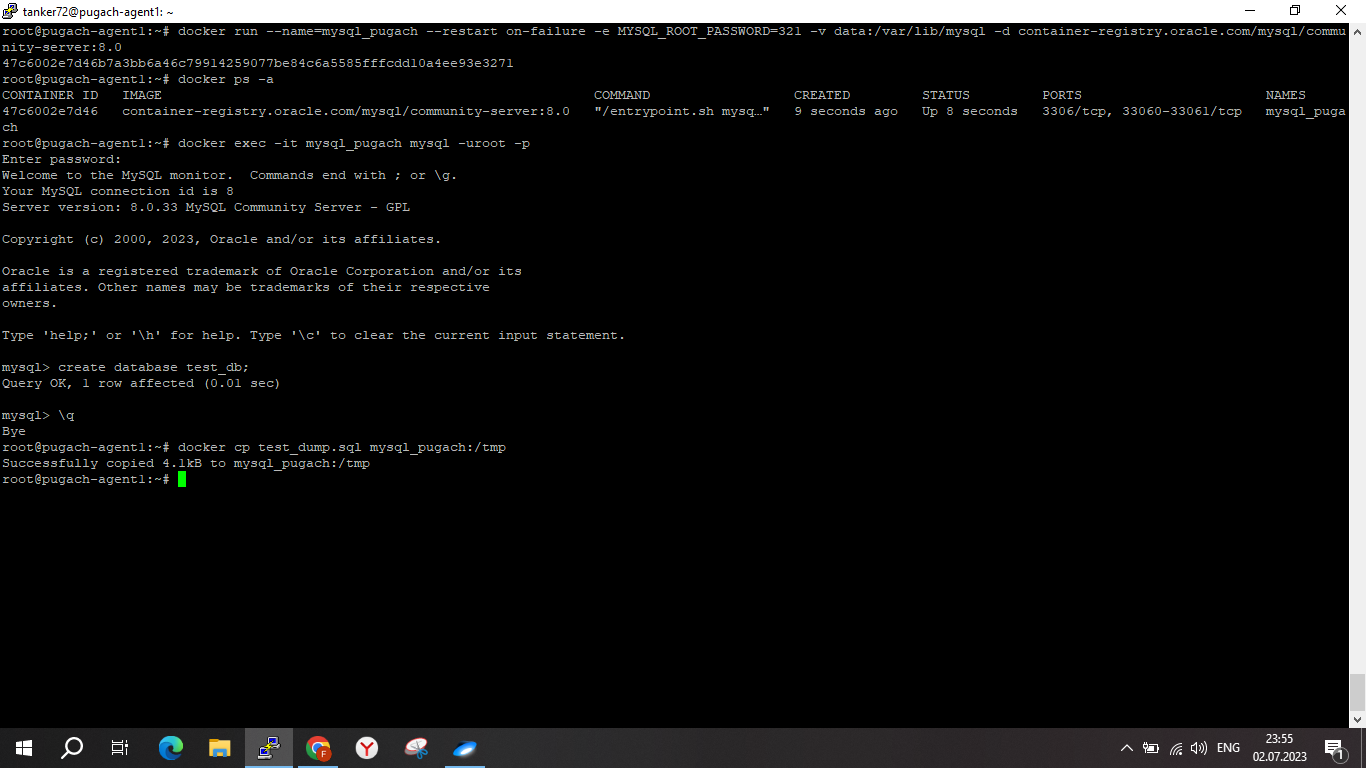 tanker72@pugach-agent1: ~
root@pugach-agent1:~# docker run --name=mysql_pugach --restart on-failure -e MYSQL_ROOT_PASSWORD=321 -v data:/var/lib/mysql -d container-registry.oracle.com/mysql/commu
nity-server:8.0
47c6002e7d46b7a3bb6a46c79914259077be84c6a5585fffcdd10a4ee93e3271
root@pugach-agent1:~# docker ps -a
CONTAINER ID   IMAGE                                                       COMMAND                  CREATED         STATUS         PORTS                       NAMES
47c6002e7d46   container-registry.oracle.com/mysql/community-server:8.0   "/entrypoint.sh mysq…"   9 seconds ago   Up 8 seconds   3306/tcp, 33060-33061/tcp   mysql_puga
ch
root@pugach-agent1:~# docker exec -it mysql_pugach mysql -uroot -p
Enter password:
Welcome to the MySQL monitor.  Commands end with ; or \g.
Your MySQL connection id is 8
Server version: 8.0.33 MySQL Community Server - GPL
Copyright (c) 2000, 2023, Oracle and/or its affiliates.
Oracle is a registered trademark of Oracle Corporation and/or its
affiliates. Other names may be trademarks of their respective
owners.
Type 'help;' or '\h' for help. Type '\c' to clear the current input statement.
mysql> create database test_db;
Query OK, 1 row affected (0.01 sec)
mysql> \q
Bye
root@pugach-agent1:~# docker cp test_dump.sql mysql_pugach:/tmp
Successfully copied 4.1kB to mysql_pugach:/tmp
root@pugach-agent1:~#
ENG
23:55
02.07.2023
1